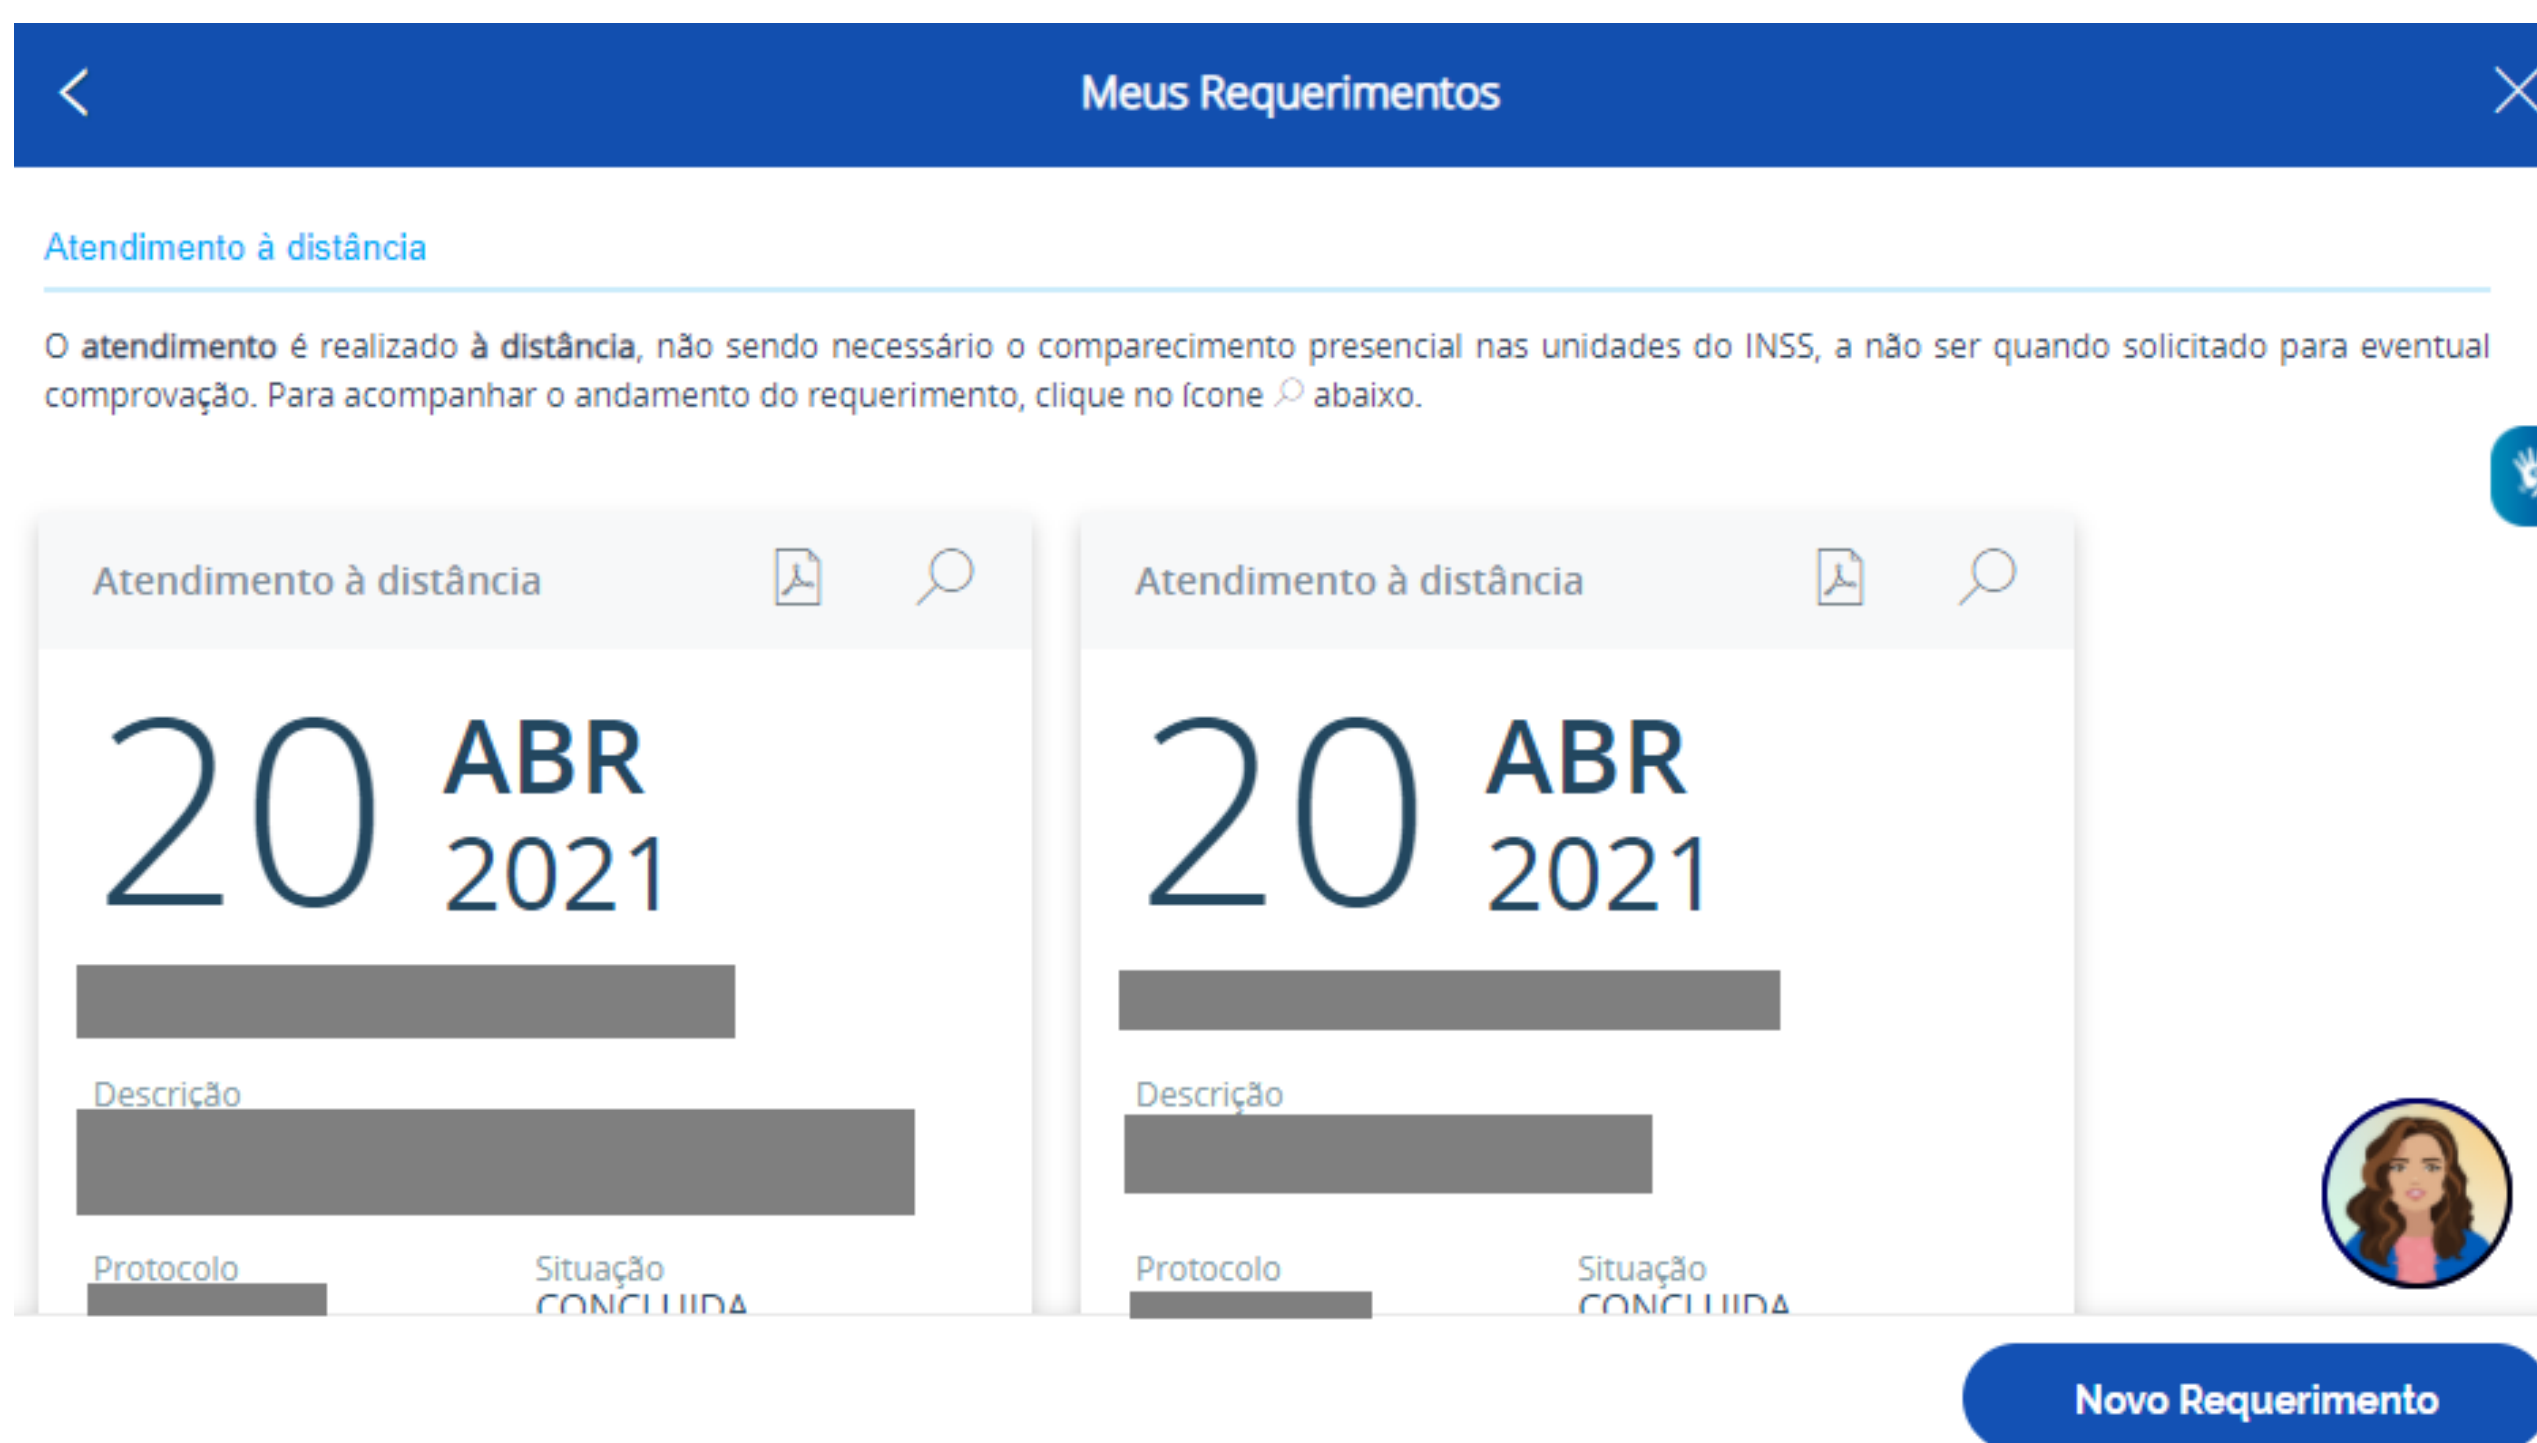 Meus Requerimentos
Atendimento à distância
O atendimento é realizado à distância, não sendo necessário o comparecimento presencial nas unidades do INSS, a não ser quando solicitado para eventual
comprovação. Para acompanhar o andamento do requerimento, clique no ícone abaixo.
Atendimento à distância
20 ABR
2021
Descrição
Protocolo Situação
CONCLUIDA
Atendimento à distância
20 ABR
2021
Descrição
Protocolo Situação
CONCLUIDA
Novo Requerimento